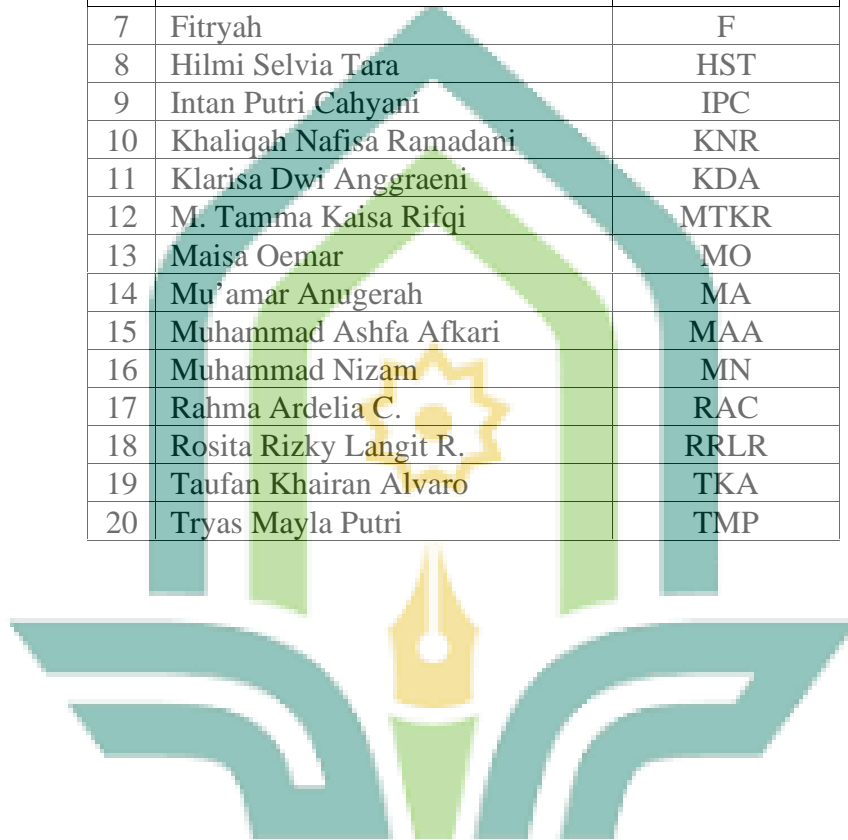 7 Fitryah F
8 Hilmi Selvia Tara HST
9 Intan Putri Cahyani IPC
10 Khaliqah Nafisa Ramadani KNR
11 Klarisa Dwi Anggraeni KDA
12 M. Tamma Kaisa Rifqi MTKR
13 Maisa Oemar MO
14 Mu’amar Anugerah MA
15 Muhammad Ashfa Afkari MAA
16 Muhammad Nizam MN
17 Rahma Ardelia C. RAC
18 Rosita Rizky Langit R. RRLR
19 Taufan Khairan Alvaro TKA
20 Tryas Mayla Putri TMP